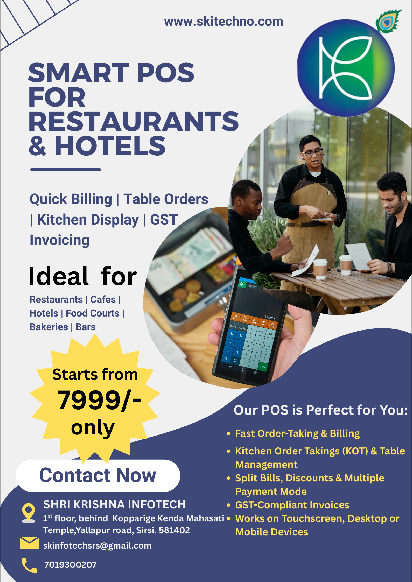 www.skitechno.com
SMART POS
FOR
RESTAURANTS
& HOTELS
Quick Billing | Table Orders
| Kitchen Display | GST
Invoicing
Ideal for
Restaurants | Cafes |
Hotels | Food Courts |
Bakeries | Bars
Starts from
7999/-
only
Our POS is Perfect for You:
• Fast Order-Taking & Billing
• Kitchen Order Takings (KOT) & Table
Management
• Split Bills, Discounts & Multiple
Payment Mode
• GST-Compliant Invoices
• Works on Touchscreen, Desktop or
Mobile Devices
Contact Now
SHRI KRISHNA INFOTECH
1st floor, behind Kopparige Kenda Mahasati
Temple,Yallapur road, Sirsi. 581402
skinfotechsrs@gmail.com
7019300207